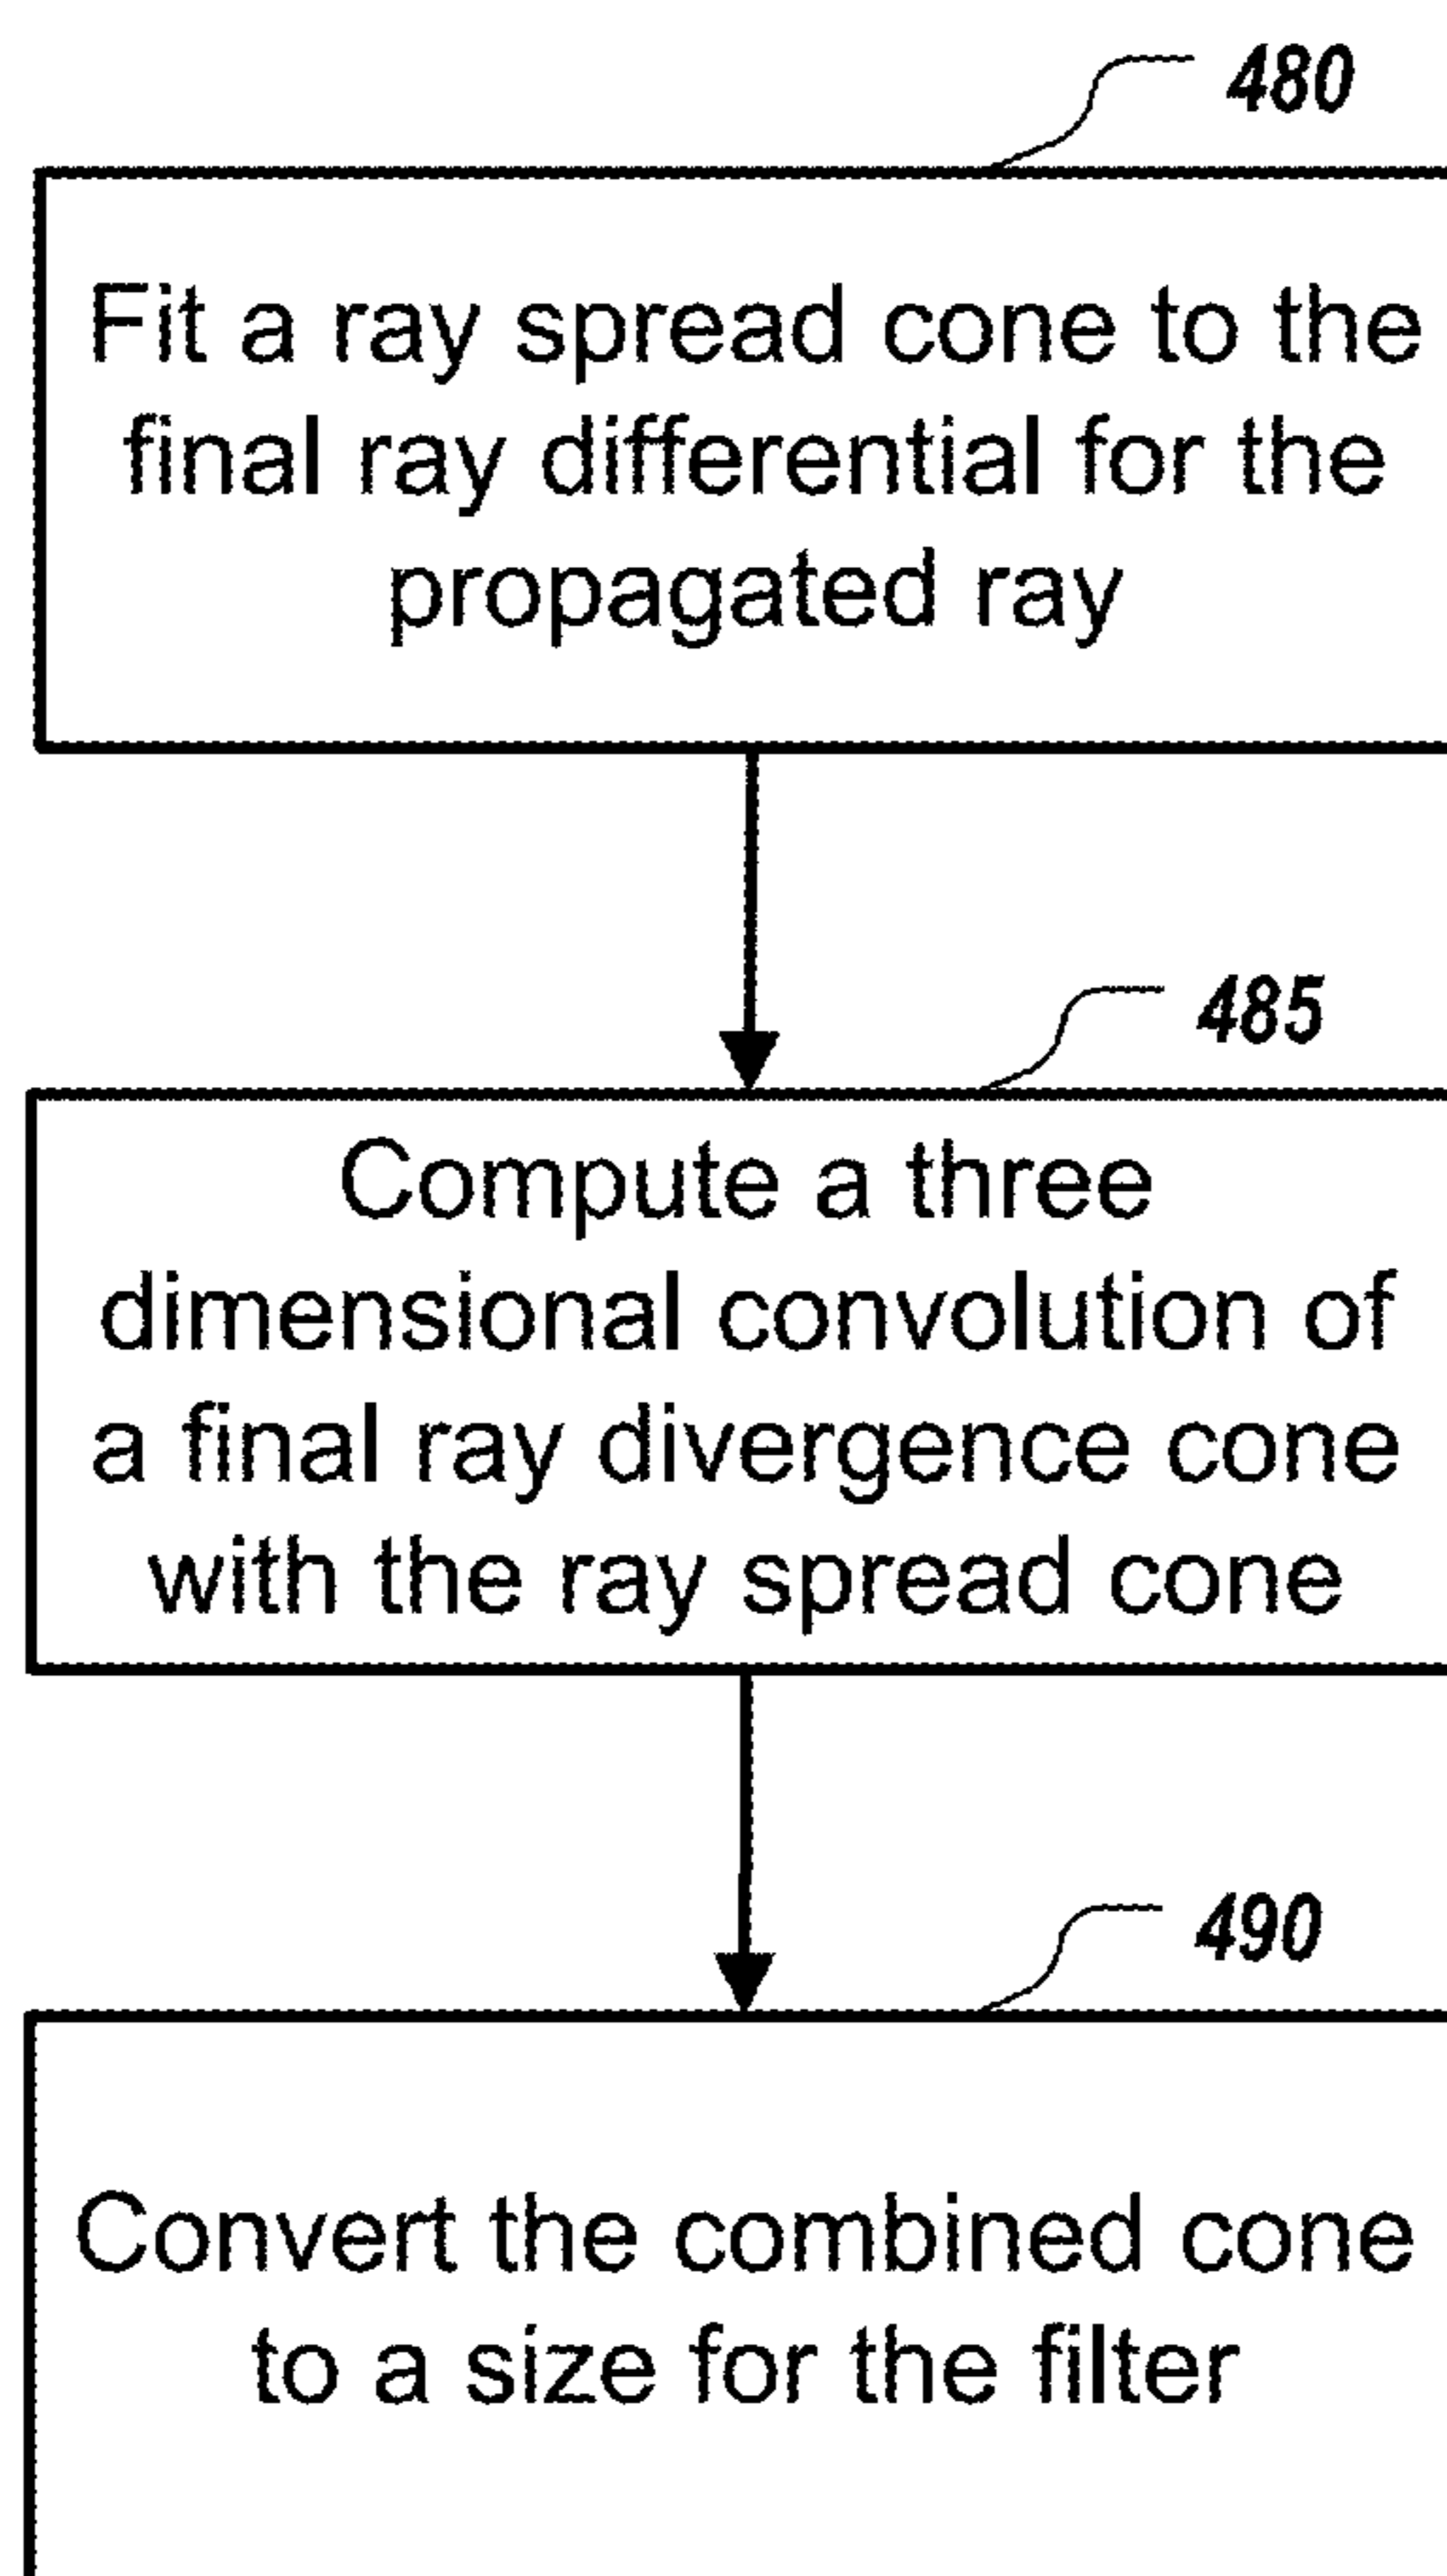 480
Fit a ray spread cone to the
final ray differential for the
propagated ray
485
Compute a three
dimensional convolution of
a final ray divergence cone
with the ray spread cone
490
Convert the combined cone
to a size for the filter